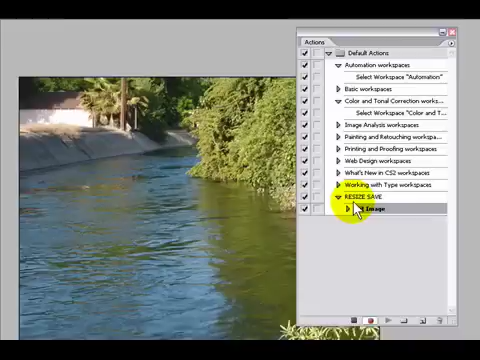 Actions
Default Actions
Automation workspaces
Select Workspace "Automation"
Basic workspaces
Color and Tonal Correction works...
Select Workspace "Color and T...
Image Analysis workspaces
Painting and Retouching workspa...
Printing and Proofing workspaces
Web Design workspaces
What's New in CS2 workspaces
Working with Type workspaces
RESIZE SAVE
Image